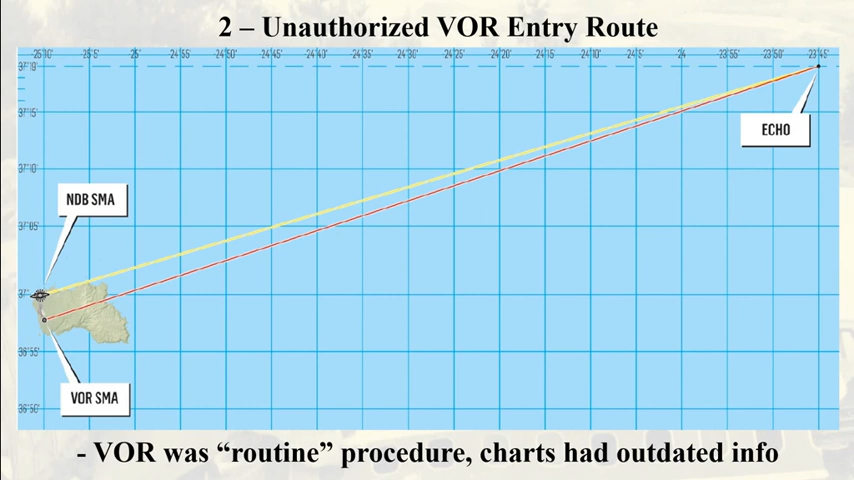 2 – Unauthorized VOR Entry Route
-25°10' 25°5' 25° 24°55' 24°50' 24°45' 24°40' 24°35' 24°30' 24°25' 24°20' 24°15' 24°10' 24°05' -24 23°55' 23°50' 23°45'
37°19'
37°15'
ECHO
37°10'
NDB SMA
37°05'
37°
36°55'
VOR SMA
36°50'
- VOR was “routine” procedure, charts had outdated info